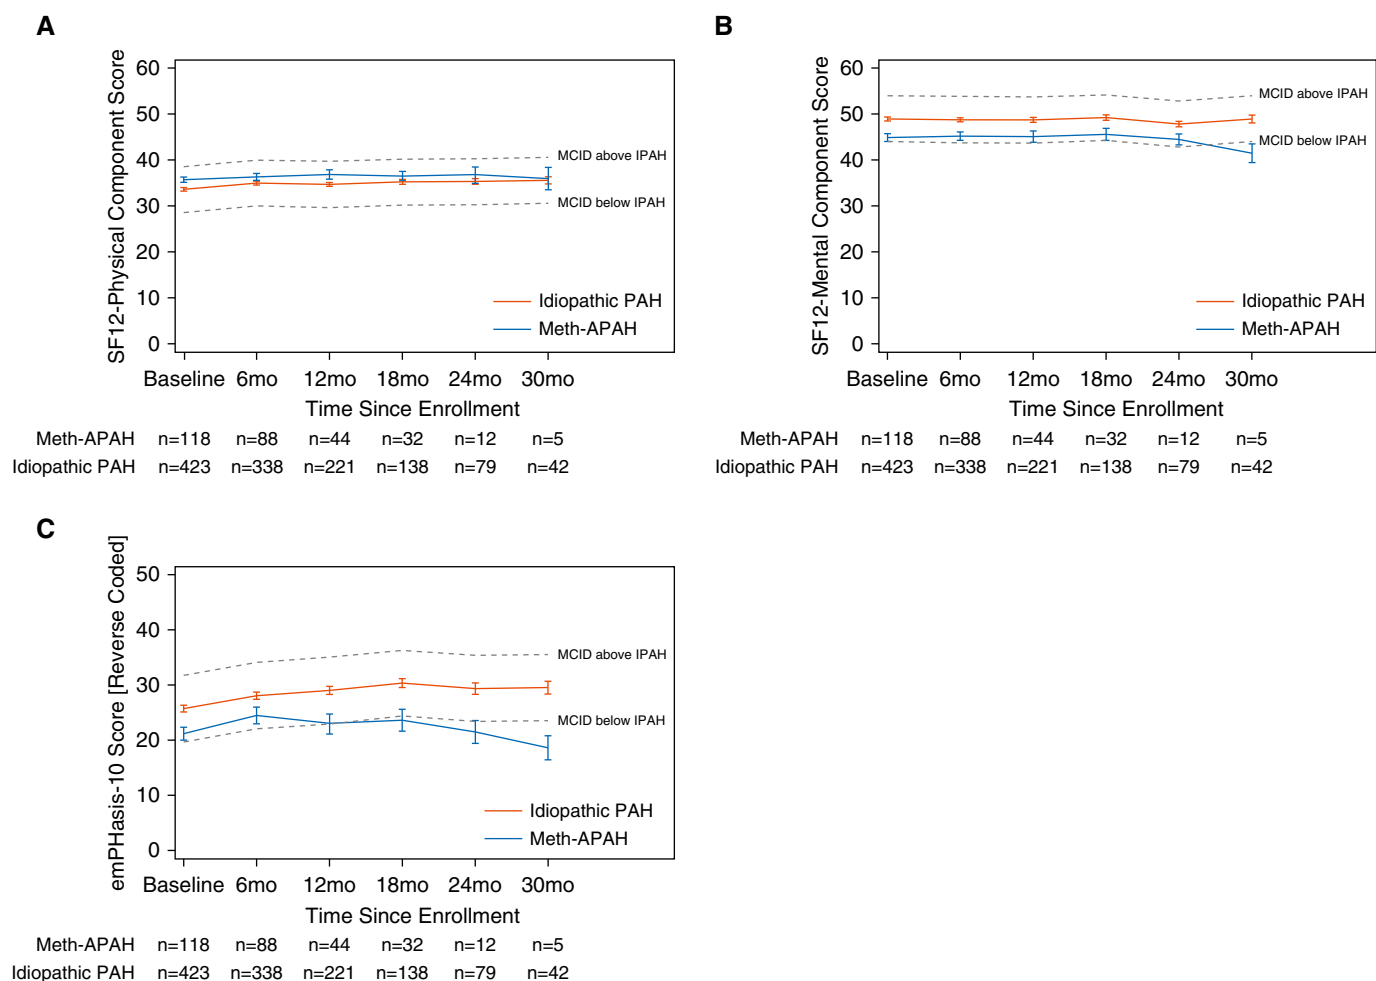 A
SF12-Physical Component Score
60
50
40
30
20
10
0
MCID above IPAH
MCID below IPAH
Idiopathic PAH
Meth-APAH
Baseline 6mo 12mo 18mo 24mo 30mo
Time Since Enrollment
Meth-APAH n=118 n=88 n=44 n=32 n=12 n=5
Idiopathic PAH n=423 n=338 n=221 n=138 n=79 n=42
B
SF12-Mental Component Score
60
50
40
30
20
10
0
MCID above IPAH
MCID below IPAH
Idiopathic PAH
Meth-APAH
Baseline 6mo 12mo 18mo 24mo 30mo
Time Since Enrollment
Meth-APAH n=118 n=88 n=44 n=32 n=12 n=5
Idiopathic PAH n=423 n=338 n=221 n=138 n=79 n=42
C
emPHasis-10 Score [Reverse Coded]
50
40
30
20
10
0
MCID above IPAH
MCID below IPAH
Idiopathic PAH
Meth-APAH
Baseline 6mo 12mo 18mo 24mo 30mo
Time Since Enrollment
Meth-APAH n=118 n=88 n=44 n=32 n=12 n=5
Idiopathic PAH n=423 n=338 n=221 n=138 n=79 n=42